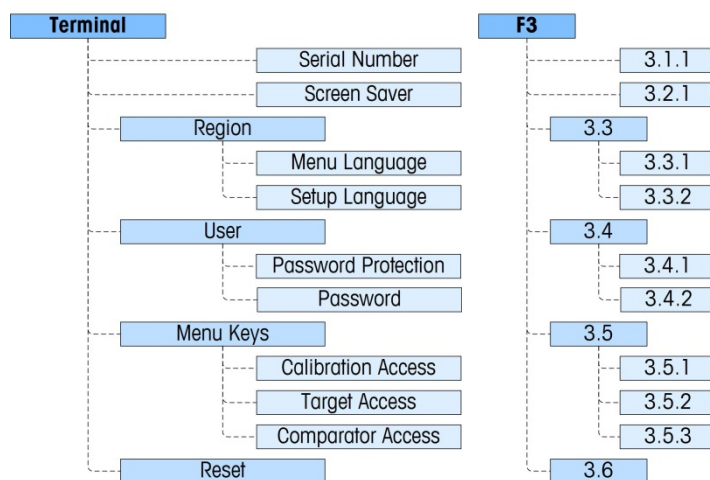 Terminal F3
Serial Number 3.1.1
Screen Saver 3.2.1
Region 3.3
Menu Language 3.3.1
Setup Language 3.3.2
User 3.4
Password Protection 3.4.1
Password 3.4.2
Menu Keys 3.5
Calibration Access 3.5.1
Target Access 3.5.2
Comparator Access 3.5.3
Reset 3.6